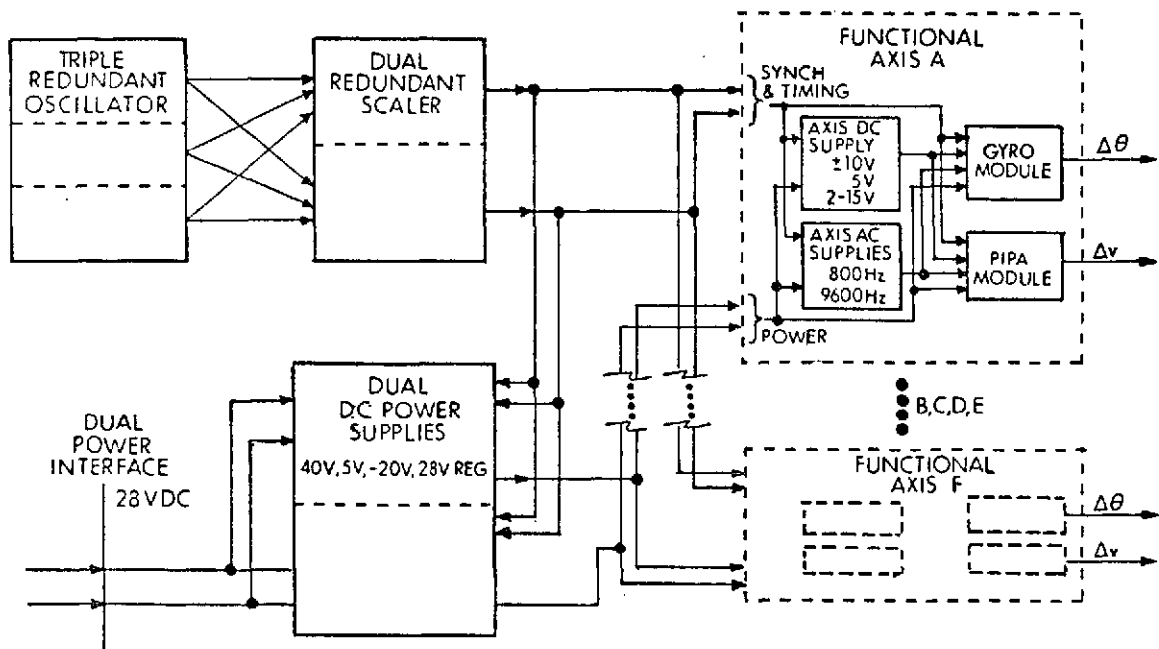 TRIPLE
REDUNDANT
OSCILLATOR
DUAL
REDUNDANT
SCALER
FUNCTIONAL
AXIS A
SYNCH
& TIMING
AXIS DC
SUPPLY
±10V
5V
2-15V
GYRO
MODULE
Δθ
AXIS AC
SUPPLIES
800Hz
9600Hz
PIPA
MODULE
Δv
POWER
DUAL
DC POWER
SUPPLIES
40V, 5V, -20V, 28V REG
DUAL
POWER
INTERFACE
28VDC
B,C,D,E
FUNCTIONAL
AXIS F
Δθ
Δv